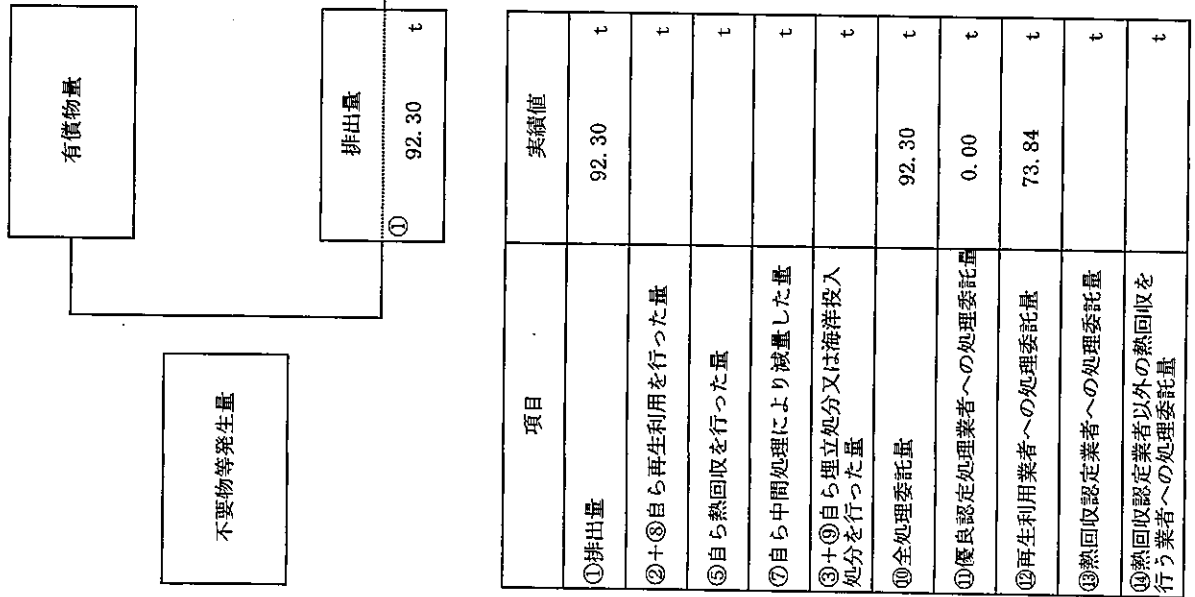 有償物量
不要物等発生量
排出量
① 92.30 t
項目 実績値
①排出量 92.30 t
②+⑧自ら再生利用を行った量 t
⑤自ら熱回収を行った量 t
⑦自ら中間処理により減量した量 t
③+⑨自ら埋立処分又は海洋投入
処分を行った量 t
⑩全処理委託量 92.30 t
⑪優良認定処理業者への処理委託量 0.00 t
⑫再生利用業者への処理委託量 73.84 t
⑬熱回収認定業者への処理委託量 t
⑭熱回収認定業者以外の熱回収を
行う業者への処理委託量 t